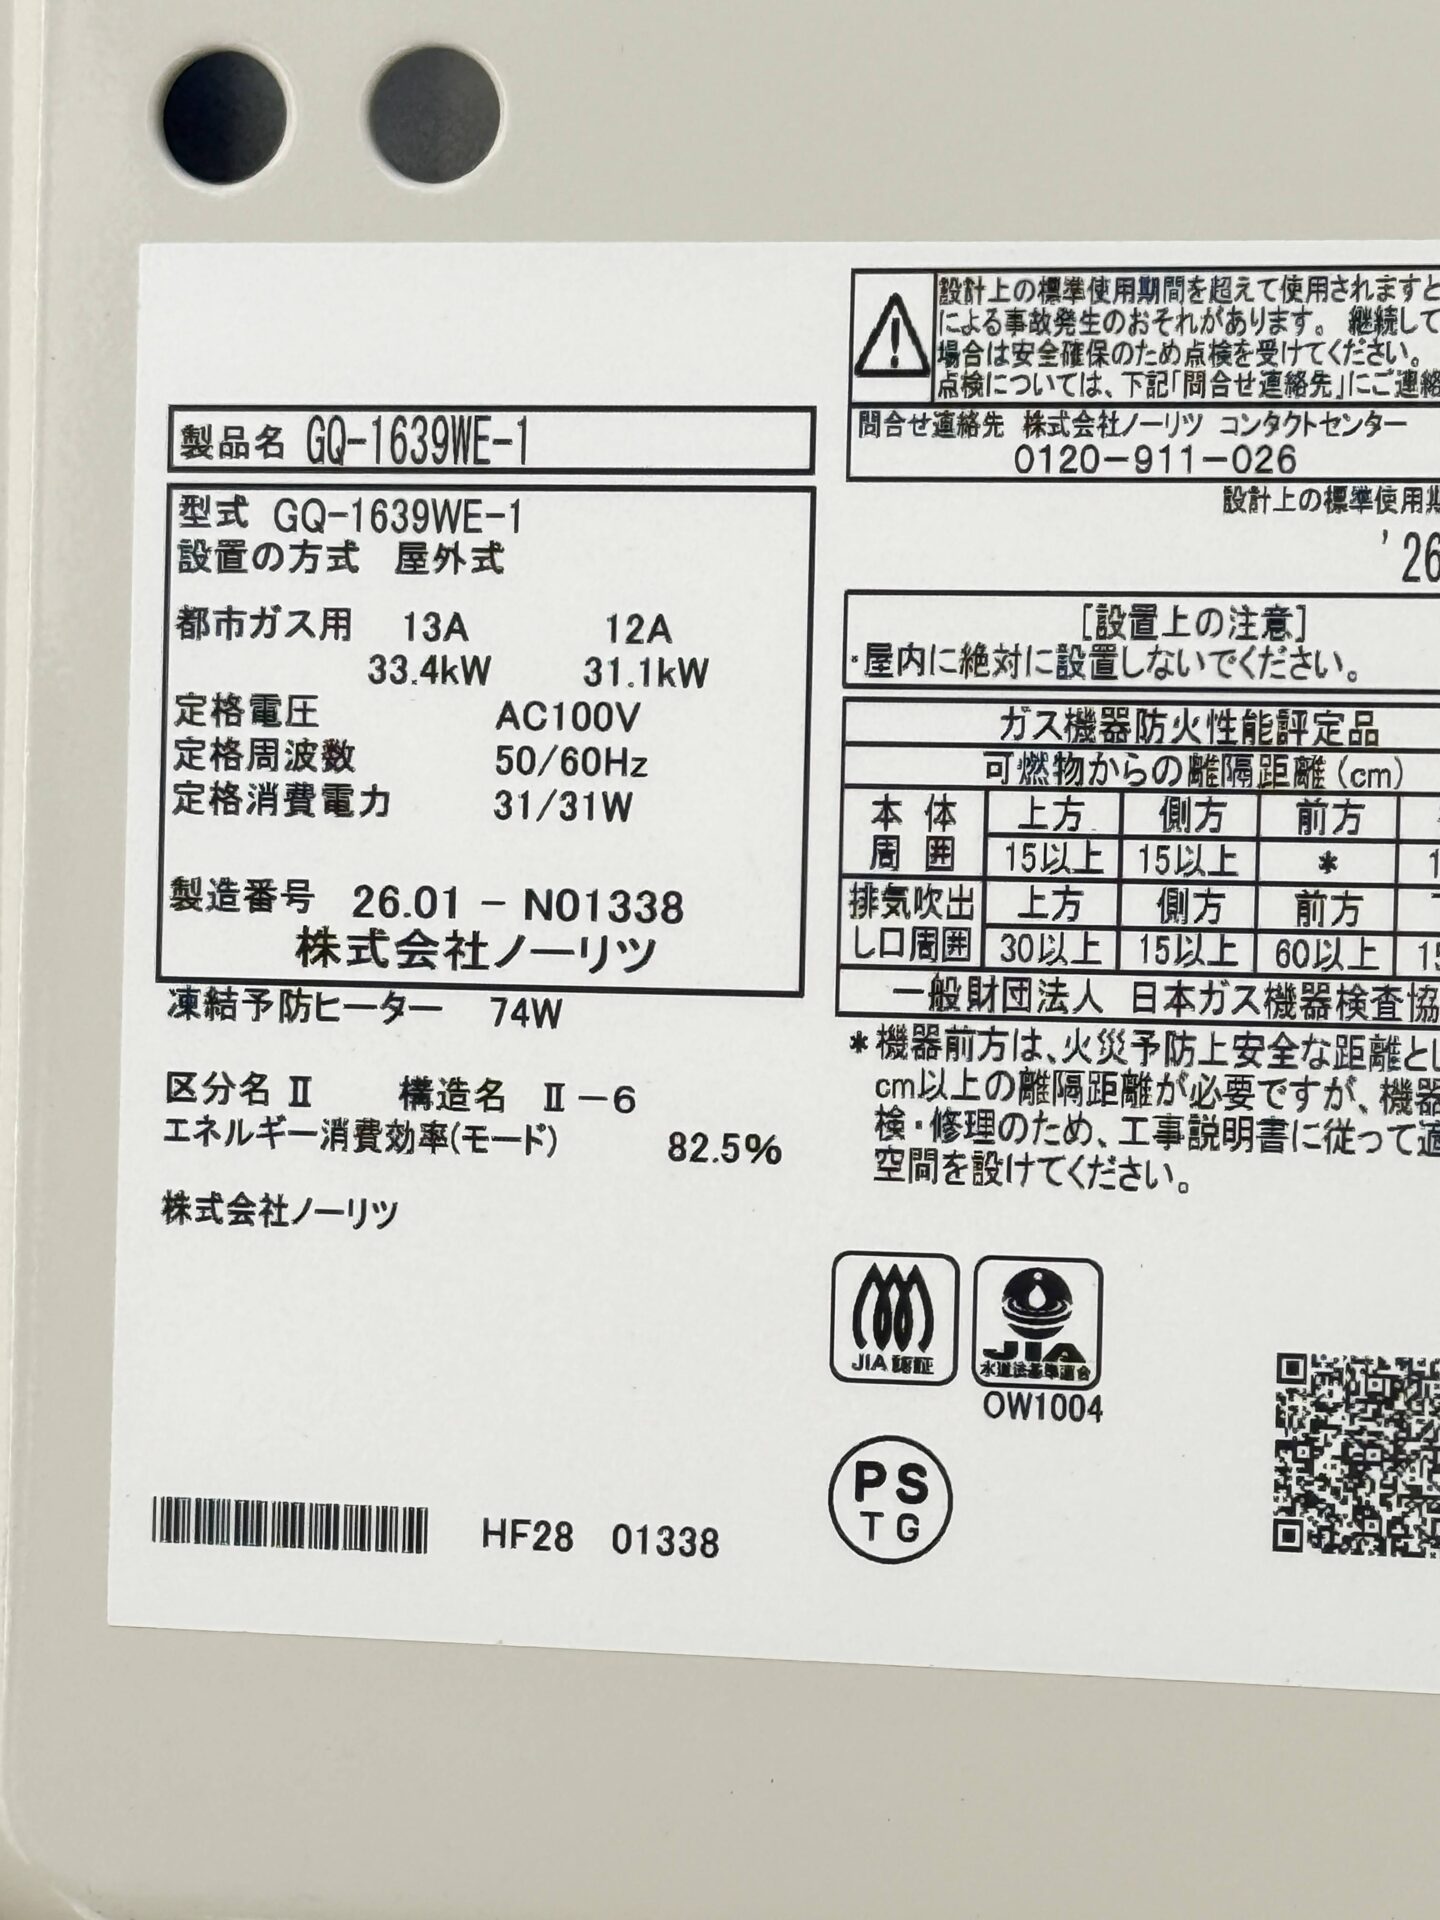 設計上の標準使用期間を超えて使用されますと
による事故発生のおそれがあります。継続して
場合は安全確保のため点検を受けてください。
点検については、下記「問合せ連絡先」にご連絡
問合せ連絡先 株式会社ノーリツ コンタクトセンター
0120-911-026
設計上の標準使用期
'26
製品名 GQ-1639WE-1
型式 GQ-1639WE-1
設置の方式 屋外式
都市ガス用 13A 12A
33.4kW 31.1kW
定格電圧 AC100V
定格周波数 50/60Hz
定格消費電力 31/31W
製造番号 26.01 - N01338
株式会社ノーリツ
凍結予防ヒーター 74W
区分名 Ⅱ 構造名 Ⅱ-6
エネルギー消費効率(モード) 82.5%
株式会社ノーリツ
[設置上の注意]
・屋内に絶対に設置しないでください。
ガス機器防火性能評定品
可燃物からの離隔距離(cm)
本体 上方 側方 前方
周囲 15以上 15以上 *
排気吹出 上方 側方 前方
し口周囲 30以上 15以上 60以上 15
一般財団法人 日本ガス機器検査協
*機器前方は、火災予防上安全な距離とし
cm以上の離隔距離が必要ですが、機器
検・修理のため、工事説明書に従って適
空間を設けてください。
JIA 認証
JIA
水道法基準適合
OW1004
PS
TG
HF28 01338